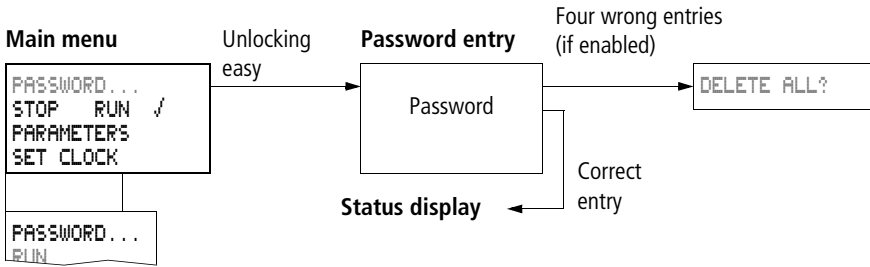 Main menu
Unlocking
easy
Password entry
Four wrong entries
(if enabled)
PASSWORD...
STOP RUN √
PARAMETERS
SET CLOCK
Password
DELETE ALL?
Correct
entry
Status display
PASSWORD...
RUN